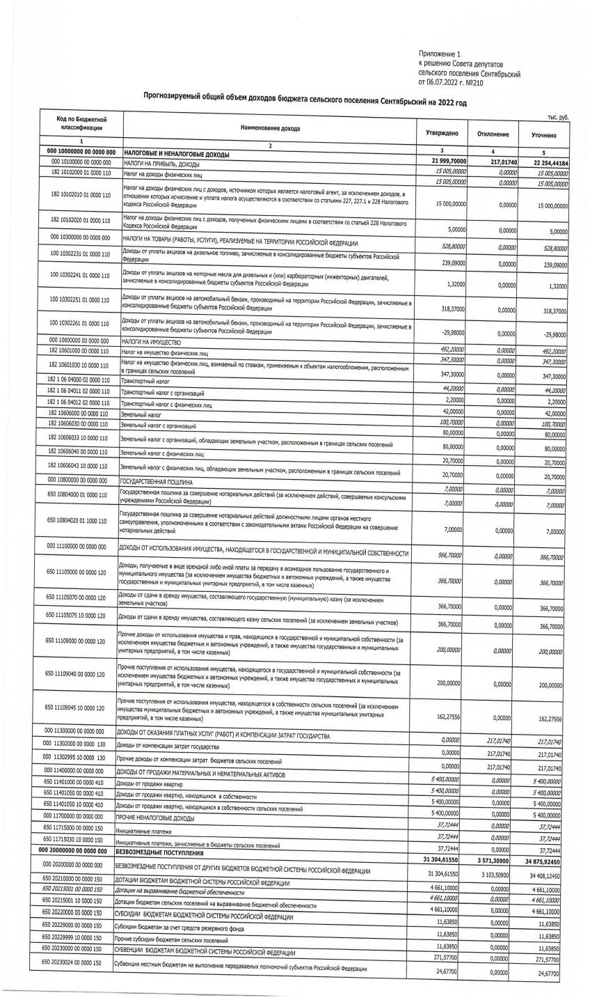 Приложение 1
к решению Совета депутатов
сельского поселения Сентябрьский
от 06.07.2022 г. №210
Прогнозируемый общий объем доходов бюджета сельского поселения Сентябрьский на 2022 год
тыс. руб.
Код по Бюджетной классификации | Наименование дохода | Утверждено | Отклонение | Уточнено
1 | 2 | 3 | 4 | 5
000 10000000 00 0000 000 | НАЛОГОВЫЕ И НЕНАЛОГОВЫЕ ДОХОДЫ | 21 999,70000 | 217,01740 | 22 254,44184
000 10100000 00 0000 000 | НАЛОГИ НА ПРИБЫЛЬ, ДОХОДЫ | 15 005,00000 | 0,00000 | 15 005,00000
182 10102000 01 0000 110 | Налог на доходы физических лиц | 15 005,00000 | 0,00000 | 15 005,00000
182 10102010 01 0000 110 | Налог на доходы физических лиц с доходов, источником которых является налоговый агент, за исключением доходов, в
отношении которых исчисление и уплата налога осуществляются в соответствии со статьями 227, 227.1 и 228 Налогового
кодекса Российской Федерации | 15 000,00000 | 0,00000 | 15 000,00000
182 10102020 01 0000 110 | Налог на доходы физических лиц с доходов, полученных физическими лицами в соответствии со статьей 228 Налогового
Кодекса Российской Федерации | 5,00000 | 0,00000 | 5,00000
000 10300000 00 0000 000 | НАЛОГИ НА ТОВАРЫ (РАБОТЫ, УСЛУГИ), РЕАЛИЗУЕМЫЕ НА ТЕРРИТОРИИ РОССИЙСКОЙ ФЕДЕРАЦИИ | 528,80000 | 0,00000 | 528,80000
100 10302231 01 0000 110 | Доходы от уплаты акцизов на дизельное топливо, зачисляемые в консолидированные бюджеты субъектов Российской
Федерации | 239,09000 | 0,00000 | 239,09000
100 10302241 01 0000 110 | Доходы от уплаты акцизов на моторные масла для дизельных и (или) карбюраторных (инжекторных) двигателей,
зачисляемые в консолидированные бюджеты субъектов Российской Федерации | 1,32000 | 0,00000 | 1,32000
100 10302251 01 0000 110 | Доходы от уплаты акцизов на автомобильный бензин, производимый на территории Российской Федерации, зачисляемые в
консолидированные бюджеты субъектов Российской Федерации | 318,37000 | 0,00000 | 318,37000
100 10302261 01 0000 110 | Доходы от уплаты акцизов на автомобильный бензин, производимый на территории Российской Федерации, зачисляемые в
консолидированные бюджеты субъектов Российской Федерации | -29,98000 | 0,00000 | -29,98000
000 10600000 00 0000 000 | НАЛОГИ НА ИМУЩЕСТВО | 492,20000 | 0,00000 | 492,20000
182 10601000 00 0000 110 | Налог на имущество физических лиц | 347,30000 | 0,00000 | 347,30000
182 10601030 10 0000 110 | Налог на имущество физических лиц, взимаемый по ставкам, применяемым к объектам налогообложения, расположенным
в границах сельских поселений | 347,30000 | 0,00000 | 347,30000
182 1 06 04000 02 0000 110 | Транспортный налог | 44,20000 | 0,00000 | 44,20000
182 1 06 04011 02 0000 110 | Транспортный налог с организаций | 2,20000 | 0,00000 | 2,20000
182 1 06 04012 02 0000 110 | Транспортный налог с физических лиц | 42,00000 | 0,00000 | 42,00000
182 10606000 00 0000 110 | Земельный налог | 100,70000 | 0,00000 | 100,70000
182 10606030 00 0000 110 | Земельный налог с организаций | 80,00000 | 0,00000 | 80,00000
182 10606033 10 0000 110 | Земельный налог с организаций, обладающих земельным участком, расположенным в границах сельских поселений | 80,00000 | 0,00000 | 80,00000
182 10606040 00 0000 110 | Земельный налог с физических лиц | 20,70000 | 0,00000 | 20,70000
182 10606043 10 0000 110 | Земельный налог с физических лиц, обладающих земельным участком, расположенным в границах сельских поселений | 20,70000 | 0,00000 | 20,70000
000 10800000 00 0000 000 | ГОСУДАРСТВЕННАЯ ПОШЛИНА | 7,00000 | 0,00000 | 7,00000
650 10804000 01 0000 110 | Государственная пошлина за совершение нотариальных действий (за исключением действий, совершаемых консульскими
учреждениями Российской Федерации) | 7,00000 | 0,00000 | 7,00000
650 10804020 01 1000 110 | Государственная пошлина за совершение нотариальных действий должностными лицами органов местного
самоуправления, уполномоченными в соответствии с законодательными актами Российской Федерации на совершение
нотариальных действий | 7,00000 | 0,00000 | 7,00000
000 11100000 00 0000 000 | ДОХОДЫ ОТ ИСПОЛЬЗОВАНИЯ ИМУЩЕСТВА, НАХОДЯЩЕГОСЯ В ГОСУДАРСТВЕННОЙ И МУНИЦИПАЛЬНОЙ СОБСТВЕННОСТИ | 566,70000 | 0,00000 | 566,70000
650 11105000 00 0000 120 | Доходы, получаемые в виде арендной либо иной платы за передачу в возмездное пользование государственного и
муниципального имущества (за исключением имущества бюджетных и автономных учреждений, а также имущества
государственных и муниципальных унитарных предприятий, в том числе казенных) | 366,70000 | 0,00000 | 366,70000
650 11105070 00 0000 120 | Доходы от сдачи в аренду имущества, составляющего государственную (муниципальную) казну (за исключением
земельных участков) | 366,70000 | 0,00000 | 366,70000
650 11105075 10 0000 120 | Доходы от сдачи в аренду имущества, составляющего казну сельских поселений (за исключением земельных участков) | 366,70000 | 0,00000 | 366,70000
650 11109000 00 0000 120 | Прочие доходы от использования имущества и прав, находящихся в государственной и муниципальной собственности (за
исключением имущества бюджетных и автономных учреждений, а также имущества государственных и муниципальных
унитарных предприятий, в том числе казенных) | 200,00000 | 0,00000 | 200,00000
650 11109040 00 0000 120 | Прочие поступления от использования имущества, находящегося в государственной и муниципальной собственности (за
исключением имущества бюджетных и автономных учреждений, а также имущества государственных и муниципальных
унитарных предприятий, в том числе казенных) | 200,00000 | 0,00000 | 200,00000
650 11109045 10 0000 120 | Прочие поступления от использования имущества, находящегося в собственности сельских поселений (за исключением
имущества муниципальных бюджетных и автономных учреждений, а также имущества муниципальных унитарных
предприятий, в том числе казенных) | 162,27556 | 0,00000 | 162,27556
000 11300000 00 0000 000 | ДОХОДЫ ОТ ОКАЗАНИЯ ПЛАТНЫХ УСЛУГ (РАБОТ) И КОМПЕНСАЦИИ ЗАТРАТ ГОСУДАРСТВА | 0,00000 | 217,01740 | 217,01740
000 11302000 00 0000 130 | Доходы от компенсации затрат государства | 0,00000 | 217,01740 | 217,01740
000 11302995 10 0000 130 | Прочие доходы от компенсации затрат бюджетов сельских поселений | 0,00000 | 217,01740 | 217,01740
000 11400000 00 0000 000 | ДОХОДЫ ОТ ПРОДАЖИ МАТЕРИАЛЬНЫХ И НЕМАТЕРИАЛЬНЫХ АКТИВОВ | 5 400,00000 | 0,00000 | 5 400,00000
650 11401000 00 0000 410 | Доходы от продажи квартир | 5 400,00000 | 0,00000 | 5 400,00000
650 11401050 00 0000 410 | Доходы от продажи квартир, находящихся в собственности | 5 400,00000 | 0,00000 | 5 400,00000
650 11401050 10 0000 410 | Доходы от продажи квартир, находящихся в собственности сельских поселений | 5 400,00000 | 0,00000 | 5 400,00000
000 11700000 00 0000 000 | ПРОЧИЕ НЕНАЛОГОВЫЕ ДОХОДЫ | 37,72444 | 0,00000 | 37,72444
650 11715000 00 0000 150 | Инициативные платежи | 37,72444 | 0,00000 | 37,72444
650 11715030 10 0000 150 | Инициативные платежи, зачисляемые в бюджеты сельских поселений | 37,72444 | 0,00000 | 37,72444
000 20000000 00 0000 000 | БЕЗВОЗМЕЗДНЫЕ ПОСТУПЛЕНИЯ | 31 304,61550 | 3 571,30900 | 34 875,92450
000 20200000 00 0000 000 | БЕЗВОЗМЕЗДНЫЕ ПОСТУПЛЕНИЯ ОТ ДРУГИХ БЮДЖЕТОВ БЮДЖЕТНОЙ СИСТЕМЫ РОССИЙСКОЙ ФЕДЕРАЦИИ | 31 304,61550 | 3 103,50900 | 34 408,12450
650 20210000 00 0000 150 | ДОТАЦИИ БЮДЖЕТАМ БЮДЖЕТНОЙ СИСТЕМЫ РОССИЙСКОЙ ФЕДЕРАЦИИ | 4 661,10000 | 0,00000 | 4 661,10000
650 20215001 00 0000 150 | Дотации на выравнивание бюджетной обеспеченности | 4 661,10000 | 0,00000 | 4 661,10000
650 20215001 10 0000 150 | Дотации бюджетам сельских поселений на выравнивание бюджетной обеспеченности | 4 661,10000 | 0,00000 | 4 661,10000
650 20220000 00 0000 150 | СУБСИДИИ БЮДЖЕТАМ БЮДЖЕТНОЙ СИСТЕМЫ РОССИЙСКОЙ ФЕДЕРАЦИИ | 11,63850 | 0,00000 | 11,63850
650 20229000 00 0000 150 | Субсидии бюджетам за счет средств резервного фонда | 11,63850 | 0,00000 | 11,63850
650 20229999 10 0000 150 | Прочие субсидии бюджетам сельских поселений | 11,63850 | 0,00000 | 11,63850
650 20230000 00 0000 150 | СУБВЕНЦИИ БЮДЖЕТАМ БЮДЖЕТНОЙ СИСТЕМЫ РОССИЙСКОЙ ФЕДЕРАЦИИ | 271,57700 | 0,00000 | 271,57700
650 20230024 00 0000 150 | Субвенции местным бюджетам на выполнение передаваемых полномочий субъектов Российской Федерации | 24,67700 | 0,00000 | 24,67700